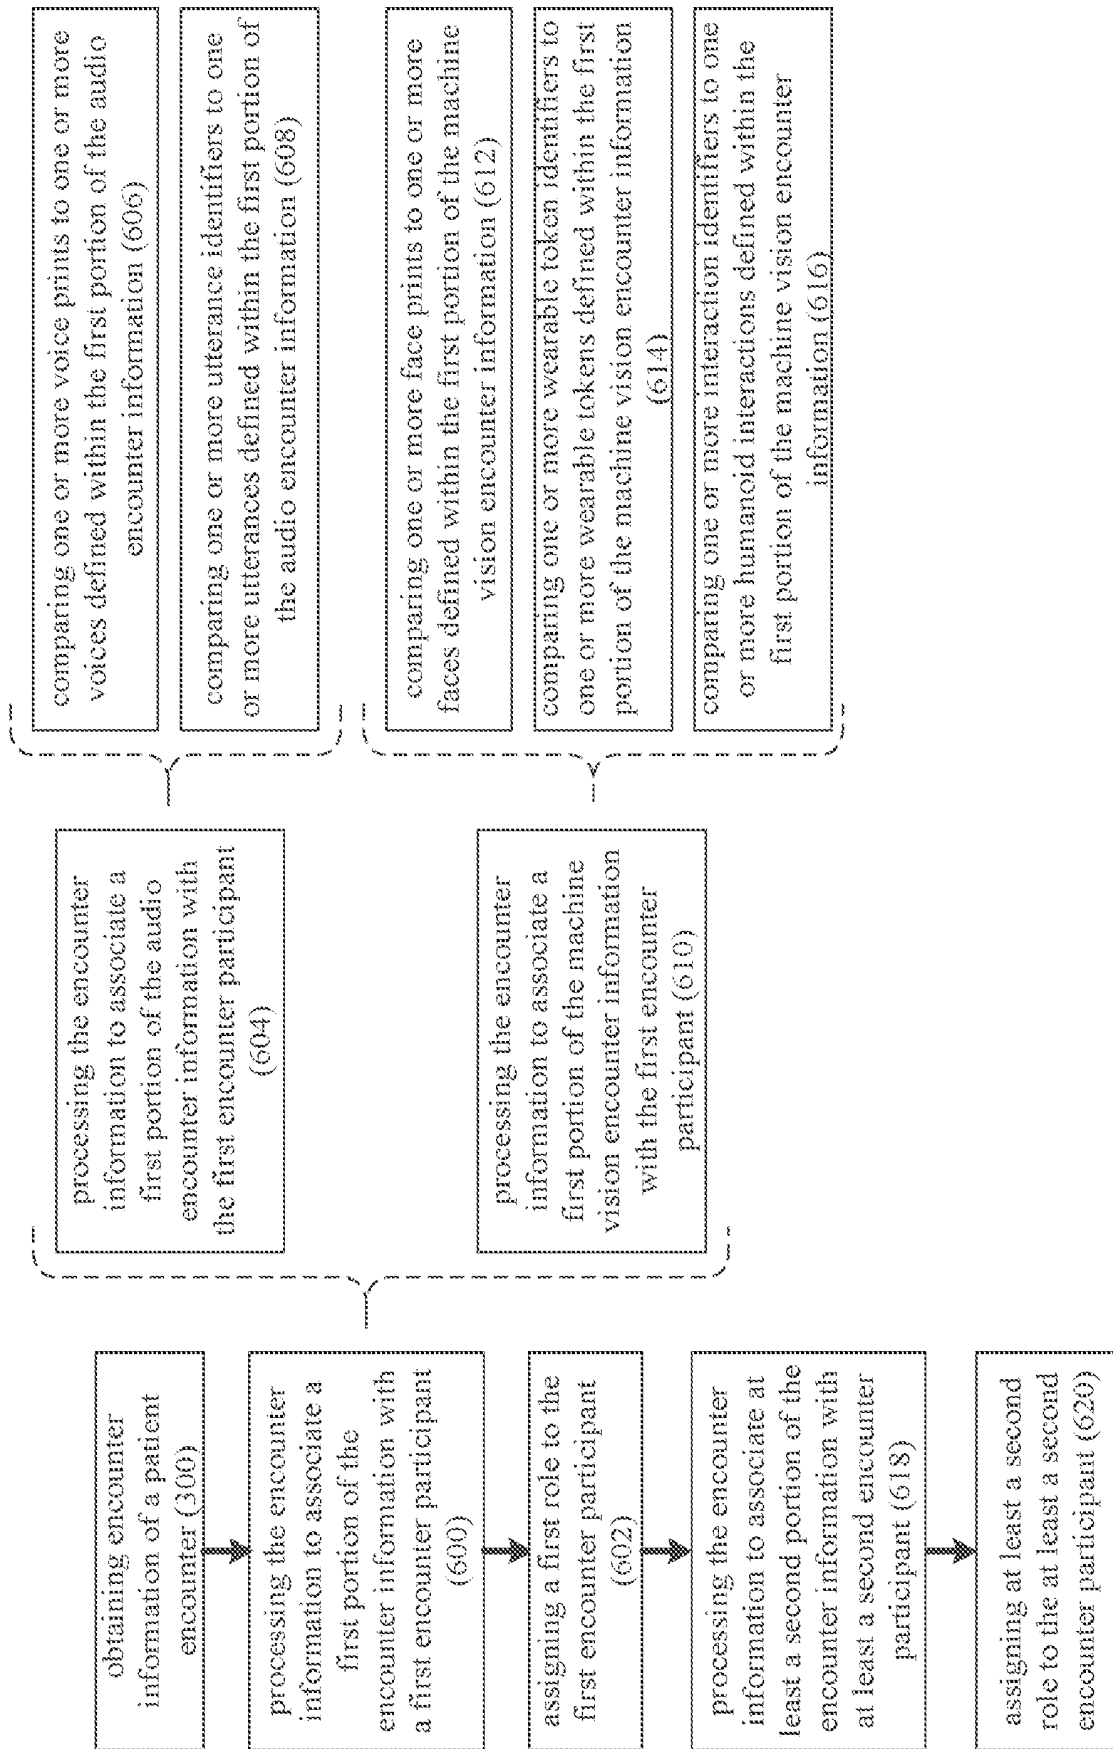 obtaining encounter
information of a patient
encounter (300)
processing the encounter
information to associate a
first portion of the
encounter information with
a first encounter participant
(600)
assigning a first role to the
first encounter participant
(602)
processing the encounter
information to associate at
least a second portion of the
encounter information with
at least a second encounter
participant (618)
assigning at least a second
role to the at least a second
encounter participant (620)
processing the encounter
information to associate a
first portion of the audio
encounter information with
the first encounter participant
(604)
processing the encounter
information to associate a
first portion of the machine
vision encounter information
with the first encounter
participant (610)
comparing one or more voice prints to one or more
voices defined within the first portion of the audio
encounter information (606)
comparing one or more utterance identifiers to one
or more utterances defined within the first portion of
the audio encounter information (608)
comparing one or more face prints to one or more
faces defined within the first portion of the machine
vision encounter information (612)
comparing one or more wearable token identifiers to
one or more wearable tokens defined within the first
portion of the machine vision encounter information
(614)
comparing one or more interaction identifiers to one
or more humanoid interactions defined within the
first portion of the machine vision encounter
information (616)